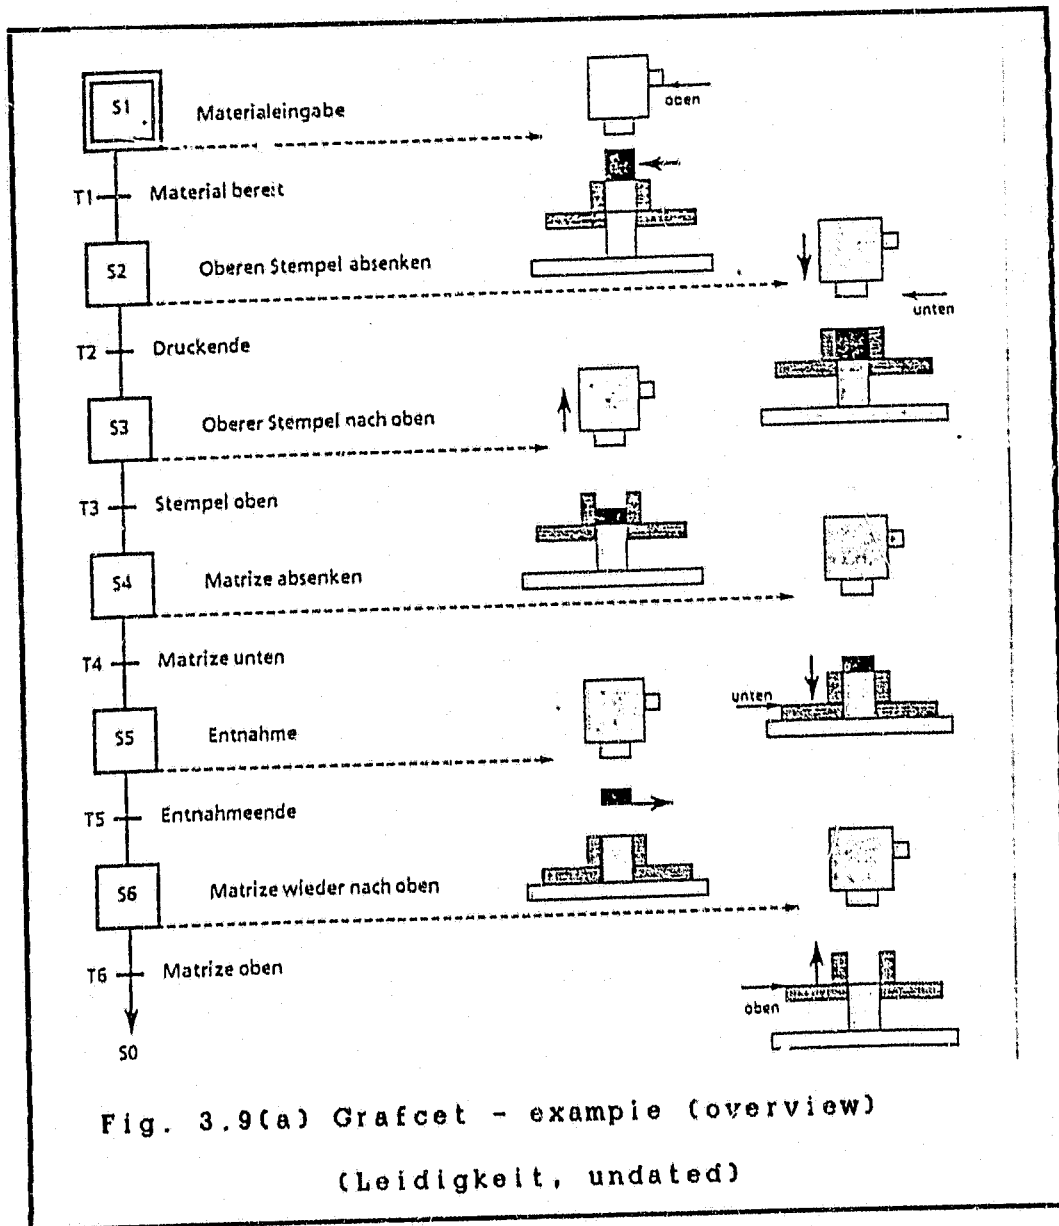 S1
Materialeingabe
oben
T1
Material bereit
S2
Oberen Stempel absenken
unten
T2
Druckende
S3
Oberer Stempel nach oben
T3
Stempel oben
S4
Matrize absenken
T4
Matrize unten
unten
S5
Entnahme
T5
Entnahmeende
S6
Matrize wieder nach oben
T6
Matrize oben
oben
S0
Fig. 3.9(a) Grafcet - example (overview)
(Leidigkeit, undated)